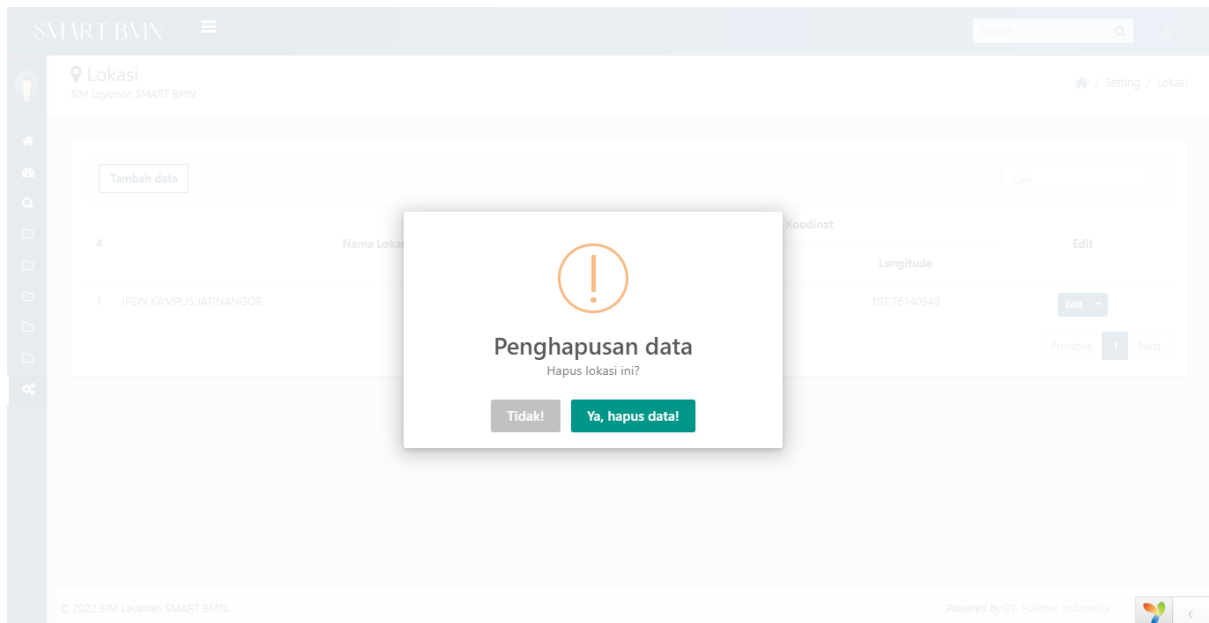 SMART BMN
Search
Lokasi
SIM Layanan SMART BMN.
/ Setting / Lokasi
Tambah data
Cari
#
Nama Lokasi
Koodinat
Edit
Longitude
1 IPDN KAMPUS JATINANGOR
107.76140940
Edit
Previous 1 Next
Penghapusan data
Hapus lokasi ini?
Tidak! Ya, hapus data!
© 2022 SIM Layanan SMART BMN.
Powered by PT. Hallotec Indonesia